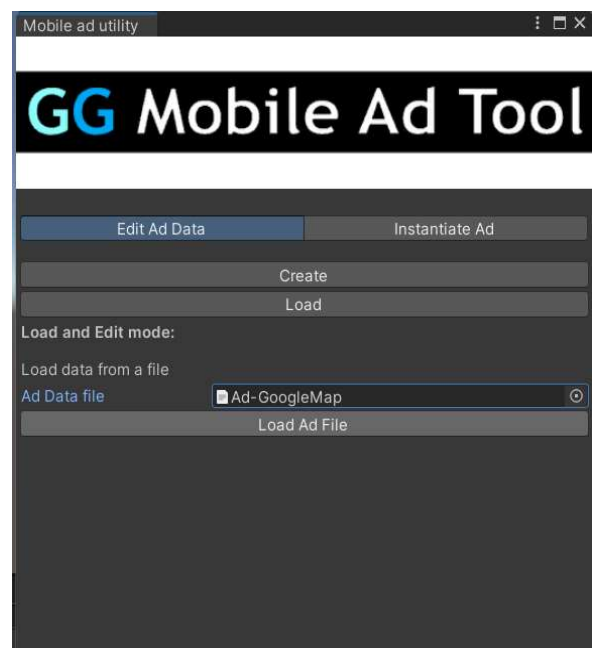 Mobile ad utility
GG Mobile Ad Tool
Edit Ad Data Instantiate Ad
Create
Load
Load and Edit mode:
Load data from a file
Ad Data file Ad-GoogleMap
Load Ad File